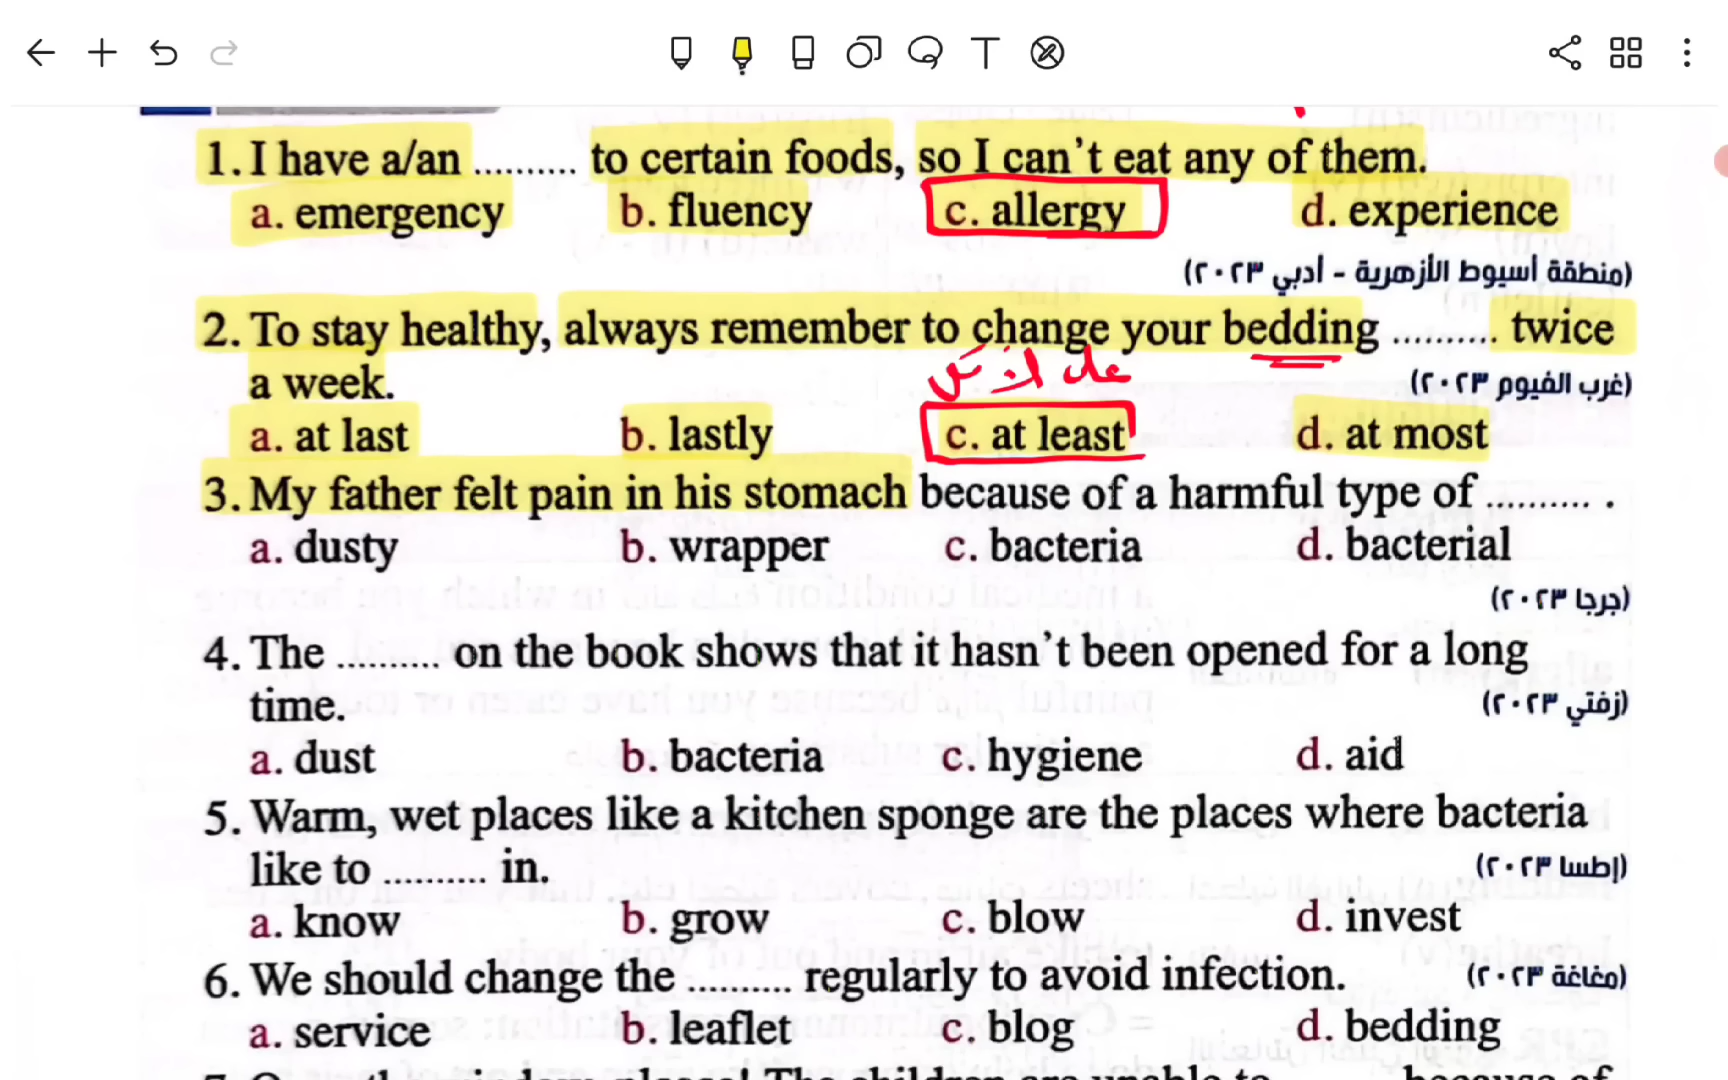 1. I have a/an .......... to certain foods, so I can't eat any of them.
a. emergency b. fluency c. allergy d. experience
(منطقة أسيوط الأزهرية - أدبي ٢٠٢٣)
2. To stay healthy, always remember to change your bedding .......... twice
a week. (غرب الفيوم ٢٠٢٣)
a. at last b. lastly c. at least d. at most
3. My father felt pain in his stomach because of a harmful type of .......... .
a. dusty b. wrapper c. bacteria d. bacterial
(جرجا ٢٠٢٣)
4. The .......... on the book shows that it hasn't been opened for a long
time. (زفتي ٢٠٢٣)
a. dust b. bacteria c. hygiene d. aid
5. Warm, wet places like a kitchen sponge are the places where bacteria
like to .......... in. (إطسا ٢٠٢٣)
a. know b. grow c. blow d. invest
6. We should change the .......... regularly to avoid infection. (مغاغة ٢٠٢٣)
a. service b. leaflet c. blog d. bedding